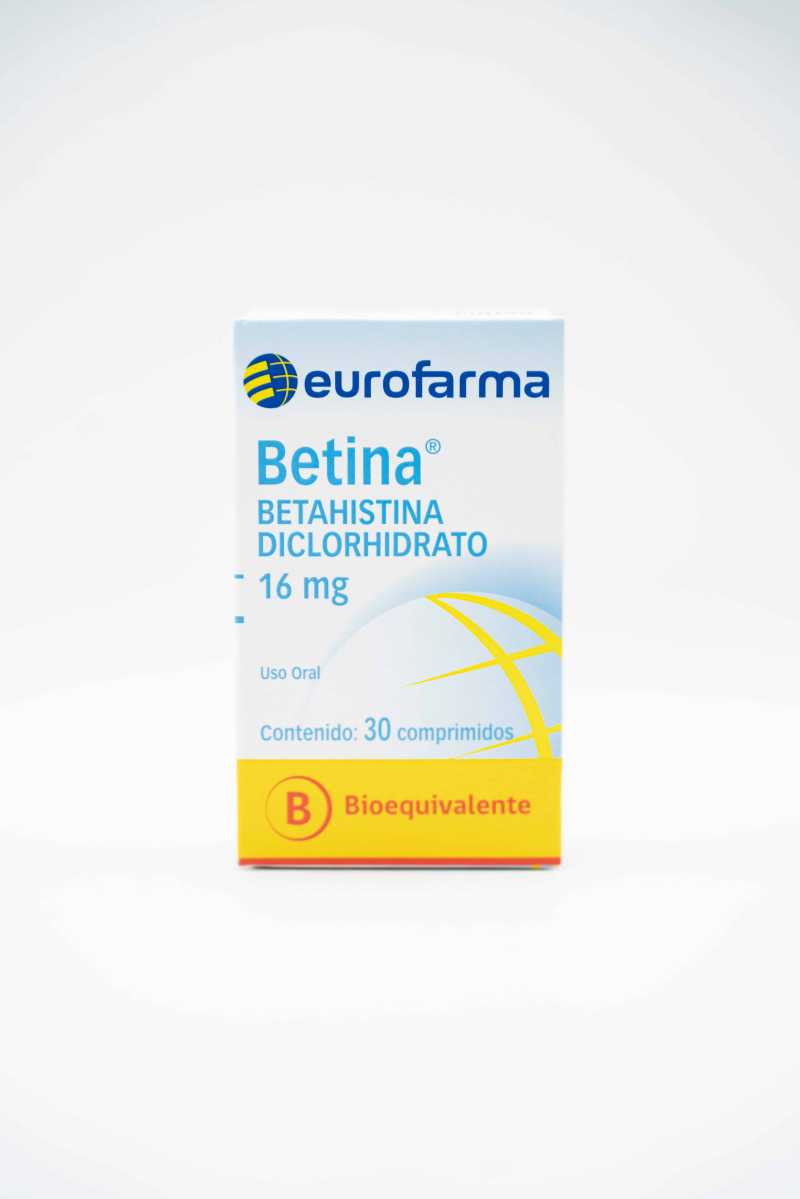 eurofarma
Betina®
BETAHISTINA
DICLORHIDRATO
16 mg
Uso Oral
Contenido: 30 comprimidos
B Bioequivalente